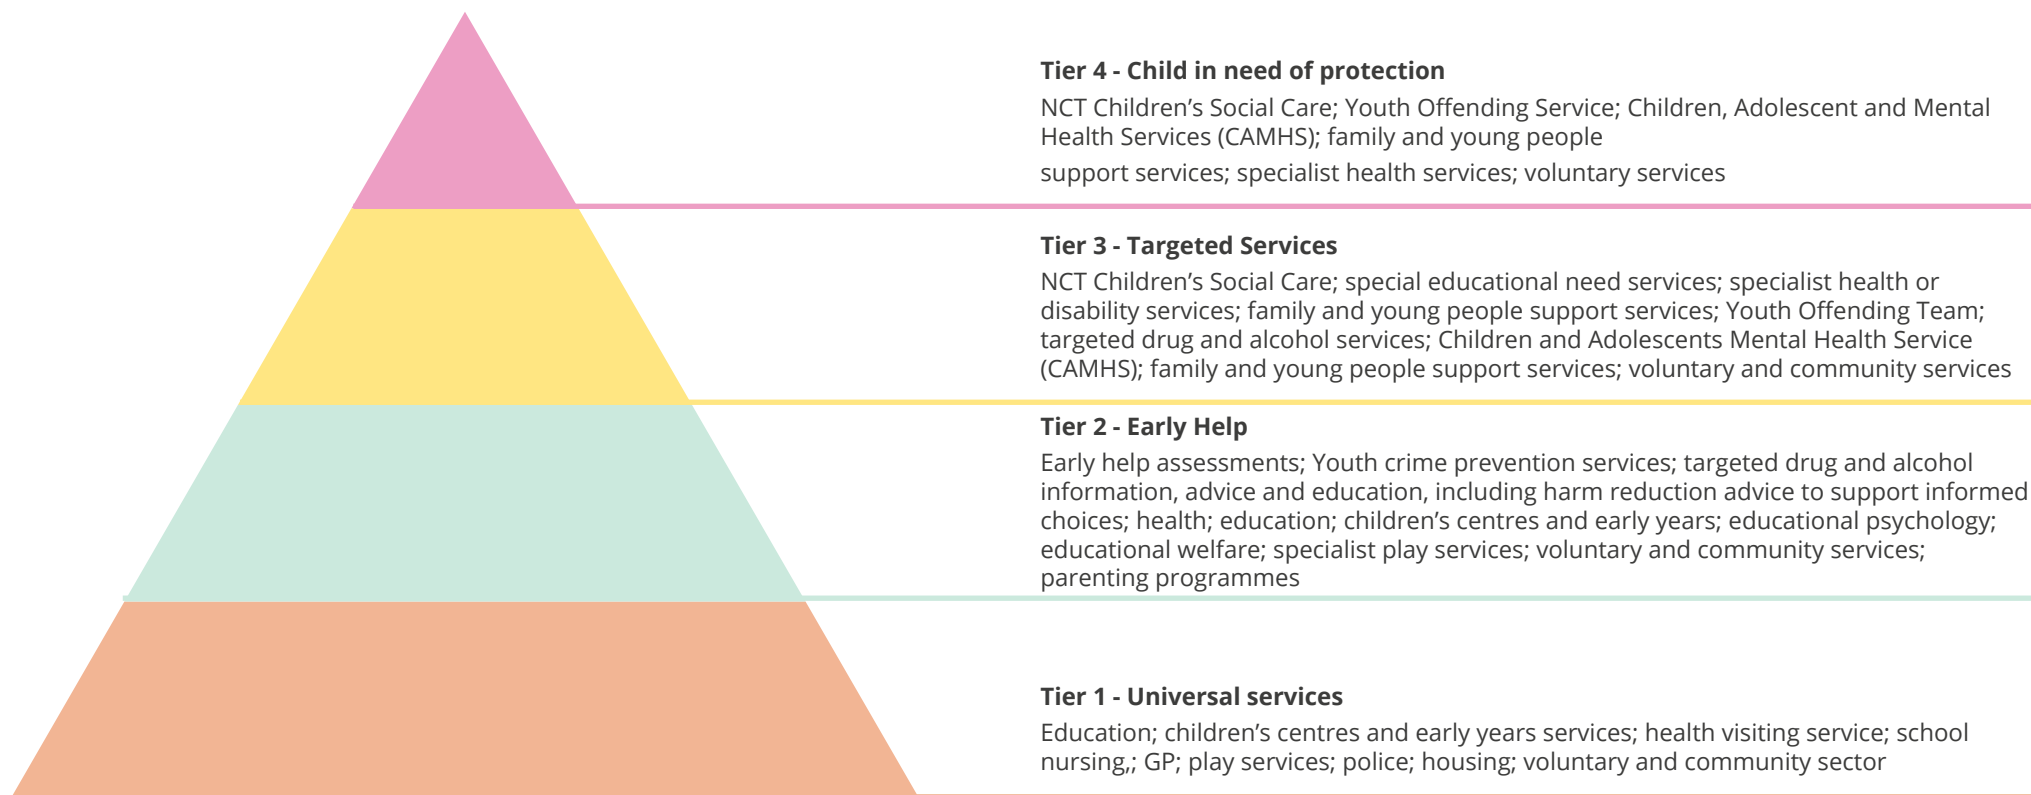 Tier 4 - Child in need of protection
NCT Children’s Social Care; Youth Offending Service; Children, Adolescent and Mental
Health Services (CAMHS); family and young people
support services; specialist health services; voluntary services
Tier 3 - Targeted Services
NCT Children’s Social Care; special educational need services; specialist health or
disability services; family and young people support services; Youth Offending Team;
targeted drug and alcohol services; Children and Adolescents Mental Health Service
(CAMHS); family and young people support services; voluntary and community services
Tier 2 - Early Help
Early help assessments; Youth crime prevention services; targeted drug and alcohol
information, advice and education, including harm reduction advice to support informed
choices; health; education; children’s centres and early years; educational psychology;
educational welfare; specialist play services; voluntary and community services;
parenting programmes
Tier 1 - Universal services
Education; children’s centres and early years services; health visiting service; school
nursing,; GP; play services; police; housing; voluntary and community sector